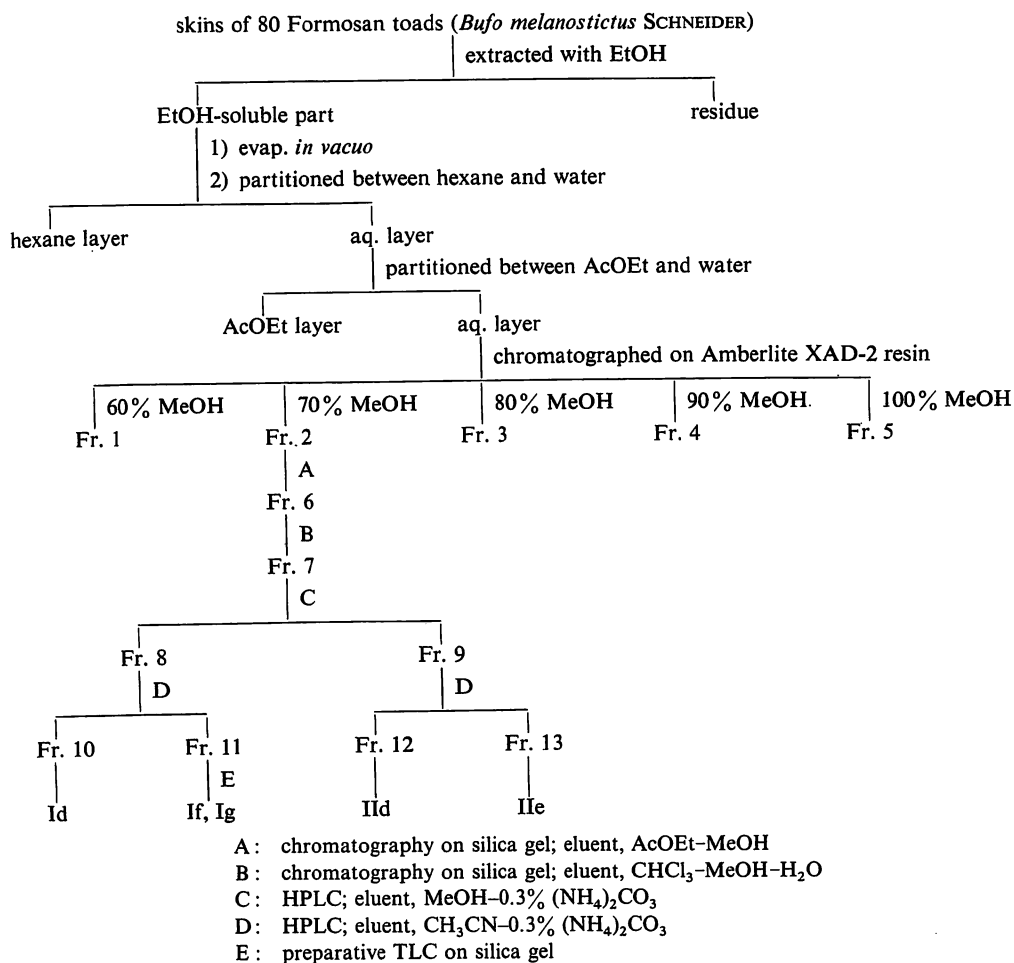 skins of 80 Formosan toads (Bufo melanostictus SCHNEIDER)
extracted with EtOH
EtOH-soluble part
residue
1) evap. in vacuo
2) partitioned between hexane and water
hexane layer
aq. layer
partitioned between AcOEt and water
AcOEt layer
aq. layer
chromatographed on Amberlite XAD-2 resin
60% MeOH 70% MeOH 80% MeOH 90% MeOH. 100% MeOH
Fr. 1 Fr. 2 Fr. 3 Fr. 4 Fr. 5
A
Fr. 6
B
Fr. 7
C
Fr. 8 Fr. 9
D D
Fr. 10 Fr. 11 Fr. 12 Fr. 13
E
Id If, Ig IId IIe
A: chromatography on silica gel; eluent, AcOEt–MeOH
B: chromatography on silica gel; eluent, CHCl₃–MeOH–H₂O
C: HPLC; eluent, MeOH–0.3% (NH₄)₂CO₃
D: HPLC; eluent, CH₃CN–0.3% (NH₄)₂CO₃
E: preparative TLC on silica gel